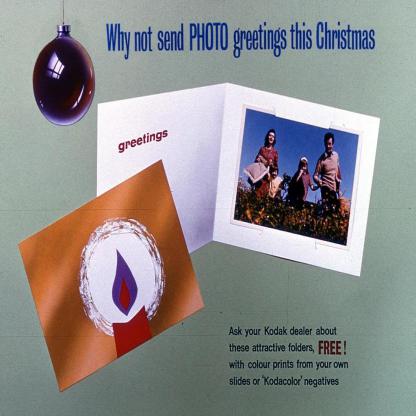 Why not send PHOTO greetings this Christmas
greetings
Ask your Kodak dealer about
these attractive folders, FREE!
with colour prints from your own
slides or 'Kodacolor' negatives